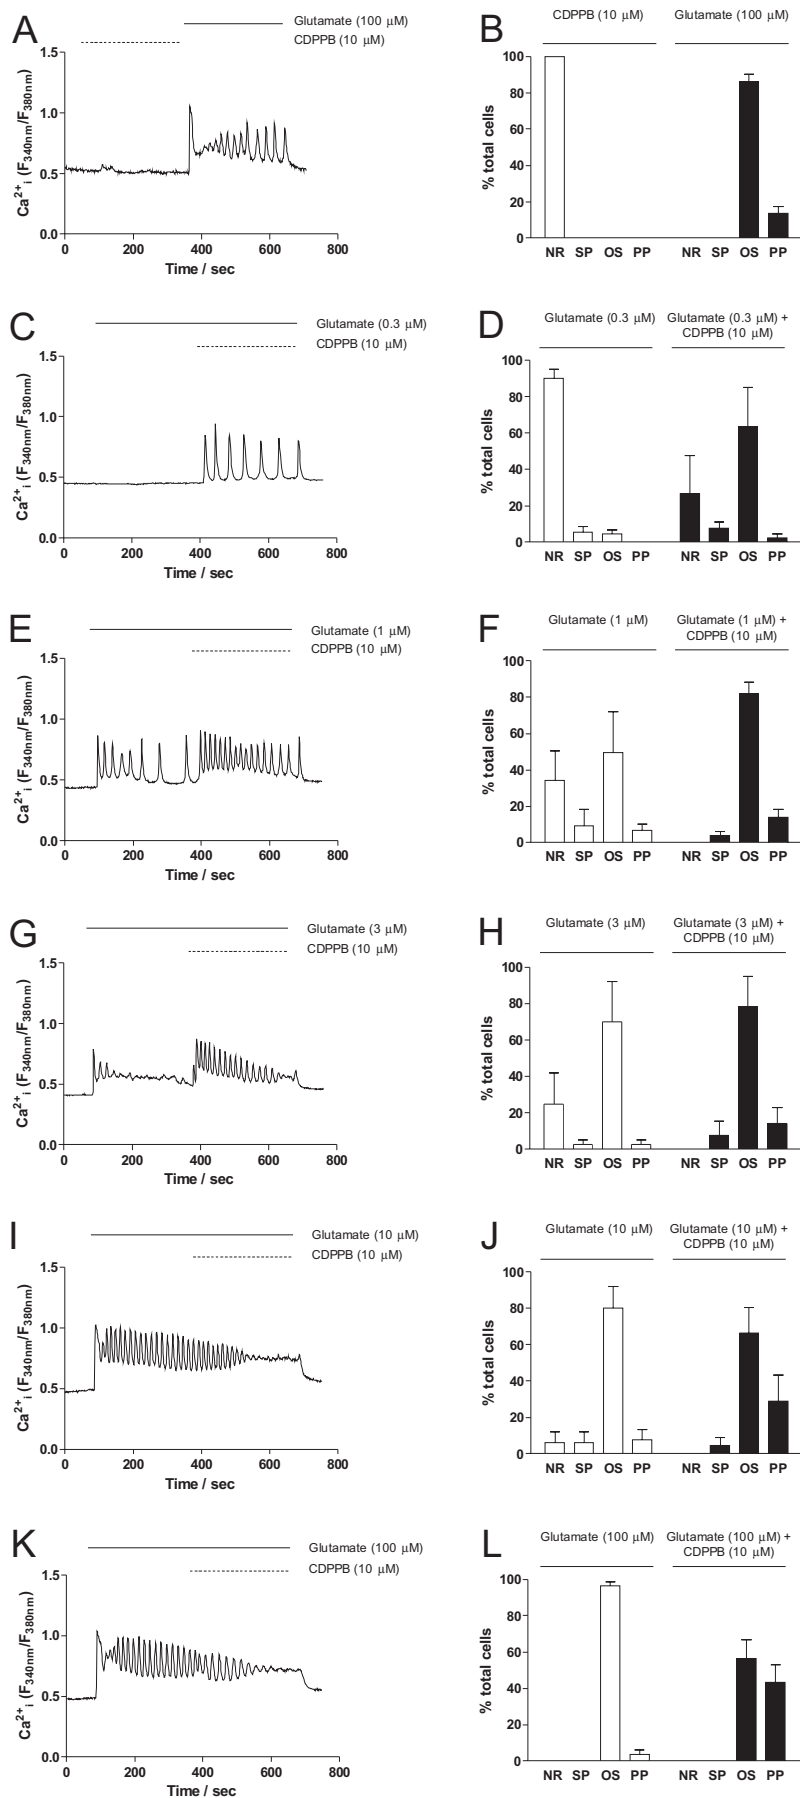 A
Glutamate (100 μM)
CDPPB (10 μM)
Ca2+i (F340nm/F380nm)
1.5
1.0
0.5
0.0
0 200 400 600 800
Time / sec
B
CDPPB (10 μM) Glutamate (100 μM)
% total cells
100
80
60
40
20
0
NR SP OS PP NR SP OS PP
C
Glutamate (0.3 μM)
CDPPB (10 μM)
Ca2+i (F340nm/F380nm)
1.5
1.0
0.5
0.0
0 200 400 600 800
Time / sec
D
Glutamate (0.3 μM) Glutamate (0.3 μM) +
CDPPB (10 μM)
% total cells
100
80
60
40
20
0
NR SP OS PP NR SP OS PP
E
Glutamate (1 μM)
CDPPB (10 μM)
Ca2+i (F340nm/F380nm)
1.5
1.0
0.5
0.0
0 200 400 600 800
Time / sec
F
Glutamate (1 μM) Glutamate (1 μM) +
CDPPB (10 μM)
% total cells
100
80
60
40
20
0
NR SP OS PP NR SP OS PP
G
Glutamate (3 μM)
CDPPB (10 μM)
Ca2+i (F340nm/F380nm)
1.5
1.0
0.5
0.0
0 200 400 600 800
Time / sec
H
Glutamate (3 μM) Glutamate (3 μM) +
CDPPB (10 μM)
% total cells
100
80
60
40
20
0
NR SP OS PP NR SP OS PP
I
Glutamate (10 μM)
CDPPB (10 μM)
Ca2+i (F340nm/F380nm)
1.5
1.0
0.5
0.0
0 200 400 600 800
Time / sec
J
Glutamate (10 μM) Glutamate (10 μM) +
CDPPB (10 μM)
% total cells
100
80
60
40
20
0
NR SP OS PP NR SP OS PP
K
Glutamate (100 μM)
CDPPB (10 μM)
Ca2+i (F340nm/F380nm)
1.5
1.0
0.5
0.0
0 200 400 600 800
Time / sec
L
Glutamate (100 μM) Glutamate (100 μM) +
CDPPB (10 μM)
% total cells
100
80
60
40
20
0
NR SP OS PP NR SP OS PP